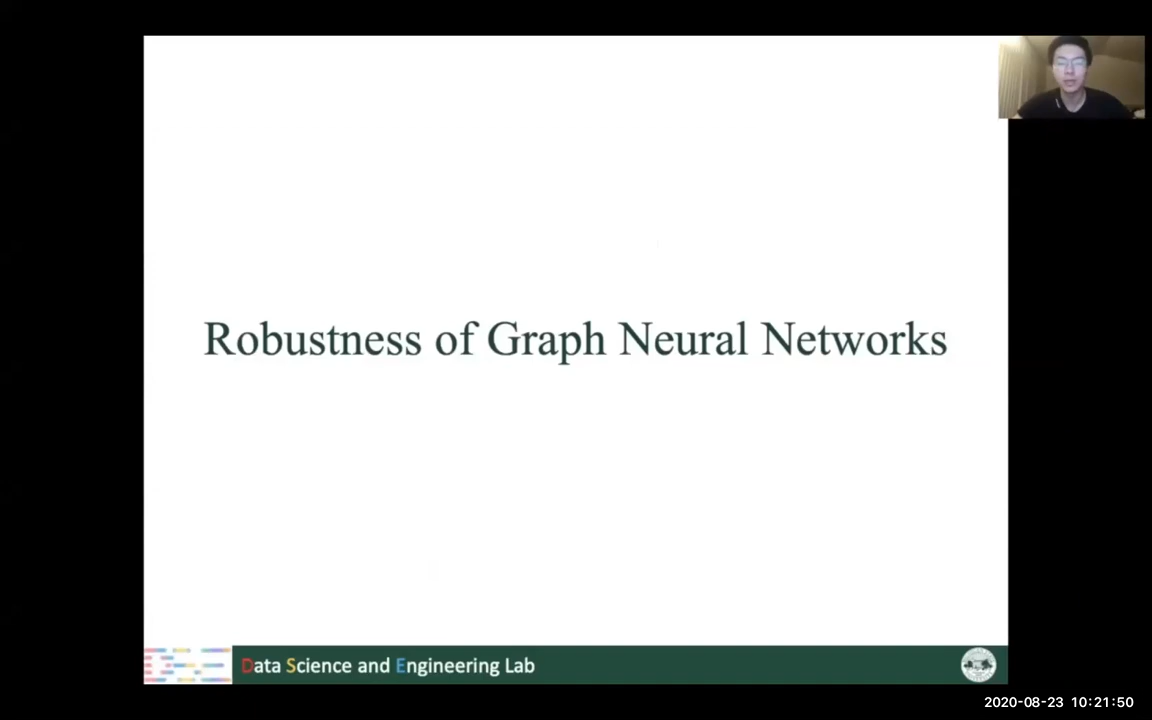 Robustness of Graph Neural Networks
Data Science and Engineering Lab
2020-08-23 10:21:50